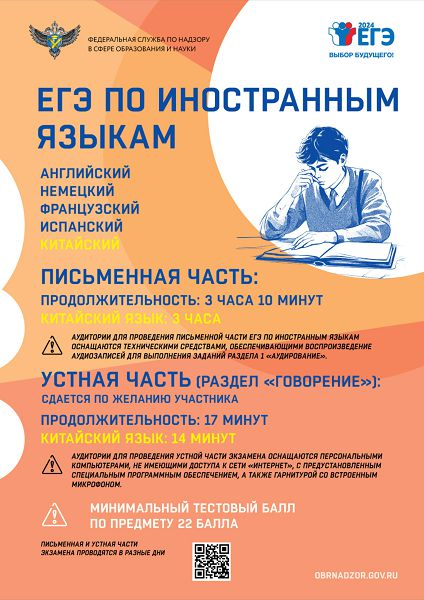 ФЕДЕРАЛЬНАЯ СЛУЖБА ПО НАДЗОРУ
В СФЕРЕ ОБРАЗОВАНИЯ И НАУКИ
2024
ЕГЭ
ВЫБОР БУДУЩЕГО!
ЕГЭ ПО ИНОСТРАННЫМ
ЯЗЫКАМ
АНГЛИЙСКИЙ
НЕМЕЦКИЙ
ФРАНЦУЗСКИЙ
ИСПАНСКИЙ
КИТАЙСКИЙ
ПИСЬМЕННАЯ ЧАСТЬ:
ПРОДОЛЖИТЕЛЬНОСТЬ: 3 ЧАСА 10 МИНУТ
КИТАЙСКИЙ ЯЗЫК: 3 ЧАСА
АУДИТОРИИ ДЛЯ ПРОВЕДЕНИЯ ПИСЬМЕННОЙ ЧАСТИ ЕГЭ ПО ИНОСТРАННЫМ ЯЗЫКАМ
ОСНАЩАЮТСЯ ТЕХНИЧЕСКИМИ СРЕДСТВАМИ, ОБЕСПЕЧИВАЮЩИМИ ВОСПРОИЗВЕДЕНИЕ
АУДИОЗАПИСЕЙ ДЛЯ ВЫПОЛНЕНИЯ ЗАДАНИЙ РАЗДЕЛА 1 «АУДИРОВАНИЕ».
УСТНАЯ ЧАСТЬ (РАЗДЕЛ «ГОВОРЕНИЕ»):
СДАЕТСЯ ПО ЖЕЛАНИЮ УЧАСТНИКА
ПРОДОЛЖИТЕЛЬНОСТЬ: 17 МИНУТ
КИТАЙСКИЙ ЯЗЫК: 14 МИНУТ
АУДИТОРИИ ДЛЯ ПРОВЕДЕНИЯ УСТНОЙ ЧАСТИ ЭКЗАМЕНА ОСНАЩАЮТСЯ ПЕРСОНАЛЬНЫМИ
КОМПЬЮТЕРАМИ, НЕ ИМЕЮЩИМИ ДОСТУПА К СЕТИ «ИНТЕРНЕТ», С ПРЕДУСТАНОВЛЕННЫМ
СПЕЦИАЛЬНЫМ ПРОГРАММНЫМ ОБЕСПЕЧЕНИЕМ, А ТАКЖЕ ГАРНИТУРОЙ СО ВСТРОЕННЫМ
МИКРОФОНОМ.
МИНИМАЛЬНЫЙ ТЕСТОВЫЙ БАЛЛ
ПО ПРЕДМЕТУ 22 БАЛЛА
ПИСЬМЕННАЯ И УСТНАЯ ЧАСТИ
ЭКЗАМЕНА ПРОВОДЯТСЯ В РАЗНЫЕ ДНИ
OBRNADZOR.GOV.RU